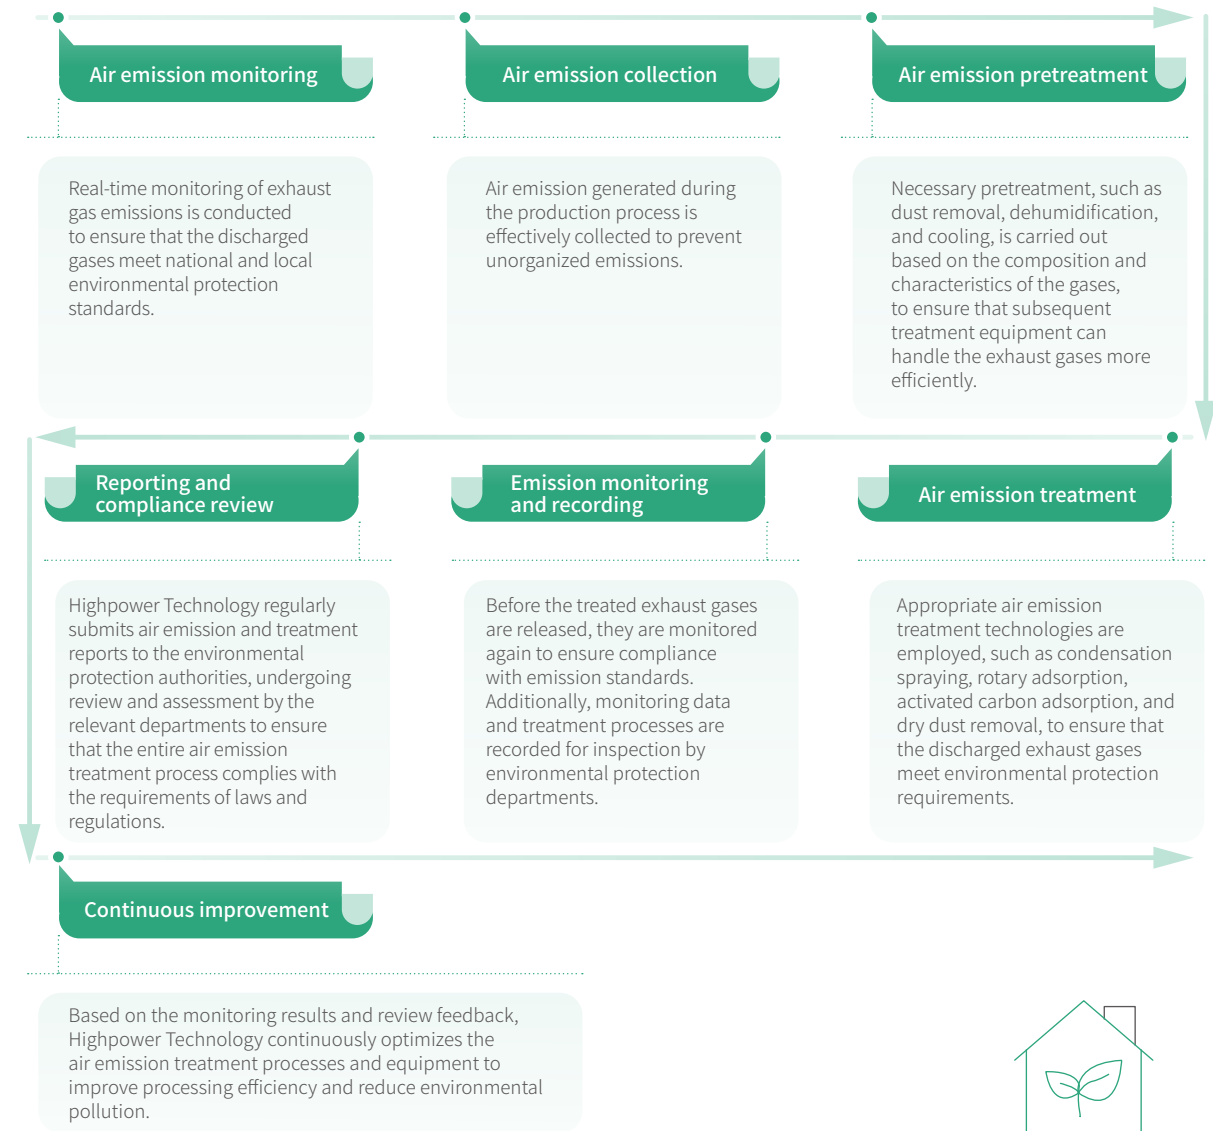 Air emission monitoring
Real-time monitoring of exhaust
gas emissions is conducted
to ensure that the discharged
gases meet national and local
environmental protection
standards.
Air emission collection
Air emission generated during
the production process is
effectively collected to prevent
unorganized emissions.
Air emission pretreatment
Necessary pretreatment, such as
dust removal, dehumidification,
and cooling, is carried out
based on the composition and
characteristics of the gases,
to ensure that subsequent
treatment equipment can
handle the exhaust gases more
efficiently.
Air emission treatment
Appropriate air emission
treatment technologies are
employed, such as condensation
spraying, rotary adsorption,
activated carbon adsorption, and
dry dust removal, to ensure that
the discharged exhaust gases
meet environmental protection
requirements.
Emission monitoring
and recording
Before the treated exhaust gases
are released, they are monitored
again to ensure compliance
with emission standards.
Additionally, monitoring data
and treatment processes are
recorded for inspection by
environmental protection
departments.
Reporting and
compliance review
Highpower Technology regularly
submits air emission and treatment
reports to the environmental
protection authorities, undergoing
review and assessment by the
relevant departments to ensure
that the entire air emission
treatment process complies with
the requirements of laws and
regulations.
Continuous improvement
Based on the monitoring results and review feedback,
Highpower Technology continuously optimizes the
air emission treatment processes and equipment to
improve processing efficiency and reduce environmental
pollution.